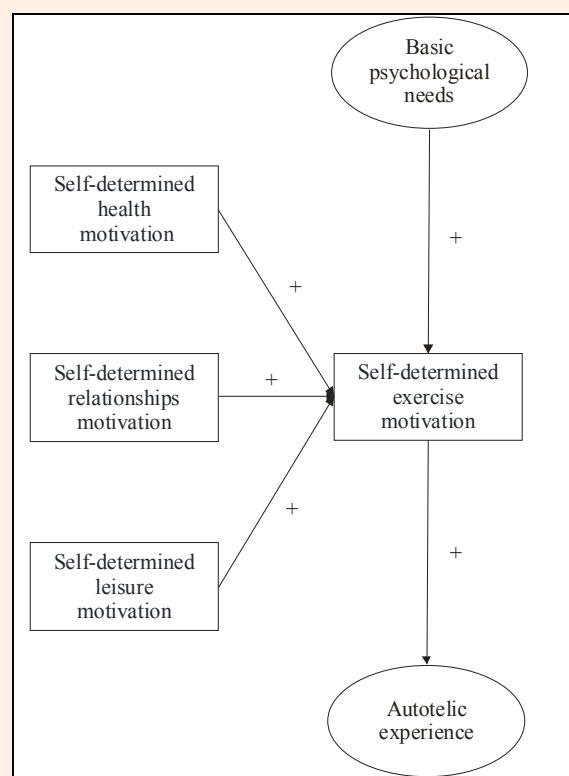 Basic
psychological
needs
Self-determined
health
motivation
+
+
Self-determined
relationships
motivation
+
Self-determined
exercise
motivation
+
Self-determined
leisure
motivation
+
Autotelic
experience